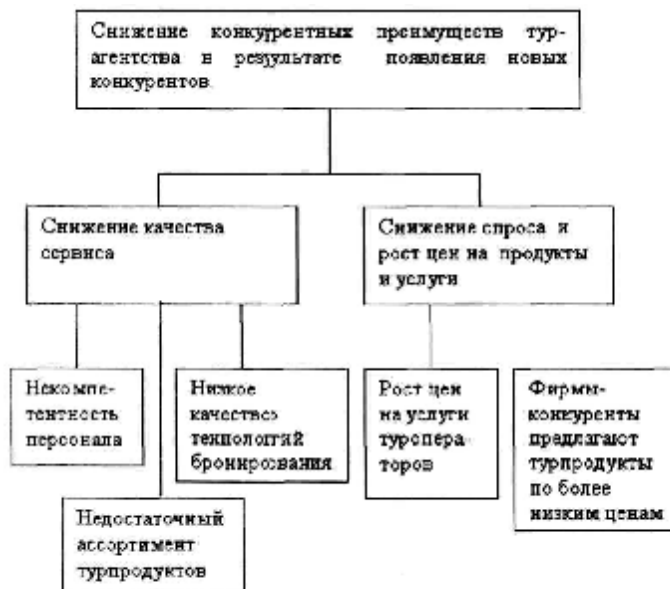 Снижение конкурентных преимуществ тур-
агентства в результате появления новых
конкурентов
Снижение качества
сервиса
Снижение спроса и
рост цен на продукты
и услуги
Некомпе-
тентность
персонала
Низкое
качество
технологий
бронирования
Рост цен
на услуги
туропера-
торов
Фирмы-
конкуренты
предлагают
турпродукты
по более
низким ценам
Недостаточный
ассортимент
турпродуктов